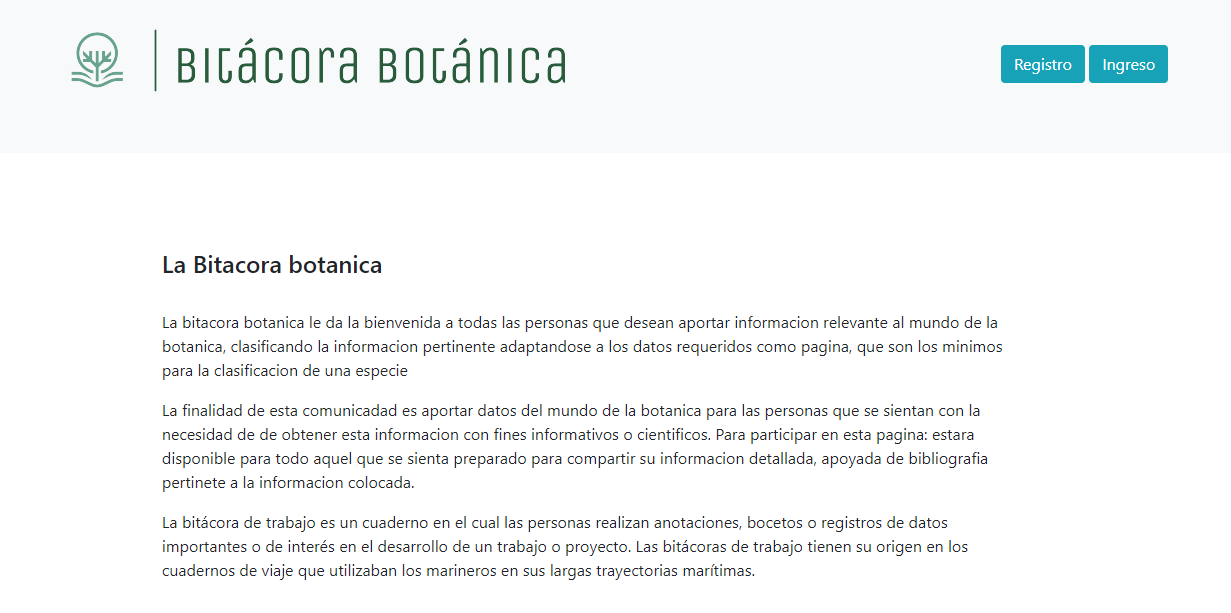 Bitácora Botánica
Registro
Ingreso
La Bitacora botanica
La bitacora botanica le da la bienvenida a todas las personas que desean aportar informacion relevante al mundo de la
botanica, clasificando la informacion pertinente adaptandose a los datos requeridos como pagina, que son los minimos
para la clasificacion de una especie
La finalidad de esta comunicadad es aportar datos del mundo de la botanica para las personas que se sientan con la
necesidad de de obtener esta informacion con fines informativos o cientificos. Para participar en esta pagina: estara
disponible para todo aquel que se sienta preparado para compartir su informacion detallada, apoyada de bibliografia
pertinete a la informacion colocada.
La bitácora de trabajo es un cuaderno en el cual las personas realizan anotaciones, bocetos o registros de datos
importantes o de interés en el desarrollo de un trabajo o proyecto. Las bitácoras de trabajo tienen su origen en los
cuadernos de viaje que utilizaban los marineros en sus largas trayectorias marítimas.